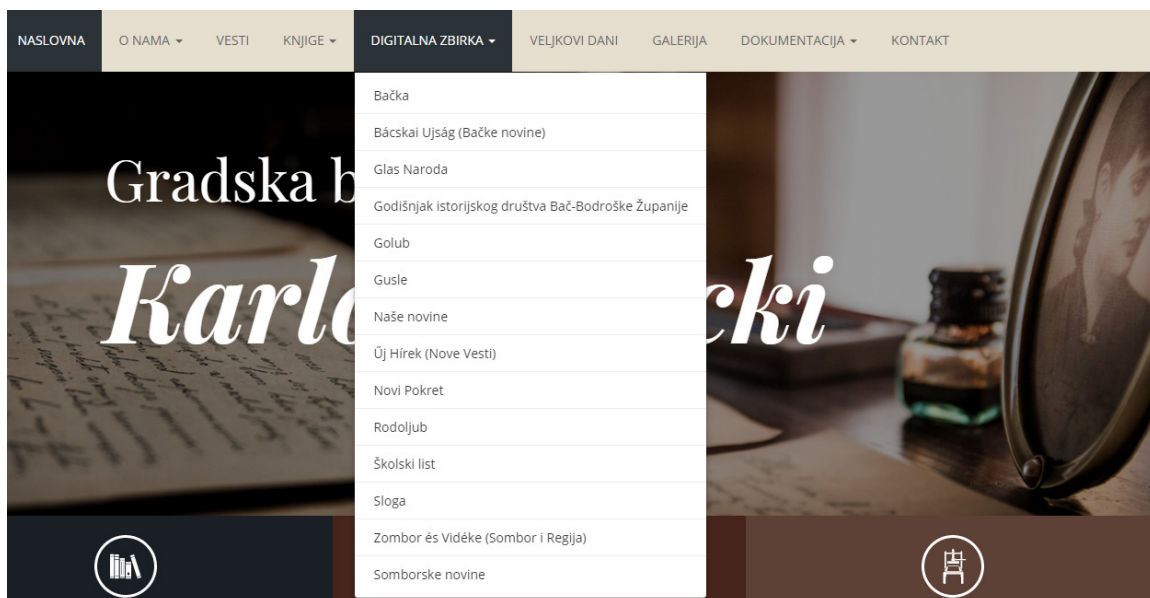 NASLOVNA
O NAMA
VESTI
KNJIGE
DIGITALNA ZBIRKA
VELJKOVI DANI
GALERIJA
DOKUMENTACIJA
KONTAKT
Bačka
Bácskai Ujság (Bačke novine)
Glas Naroda
Godišnjak istorijskog društva Bač-Bodroške Županije
Golub
Gusle
Naše novine
Űj Hírek (Nove Vesti)
Novi Pokret
Rodoljub
Školski list
Sloga
Zombor és Vidéke (Sombor i Regija)
Somborske novine
Gradska b
Karl cki